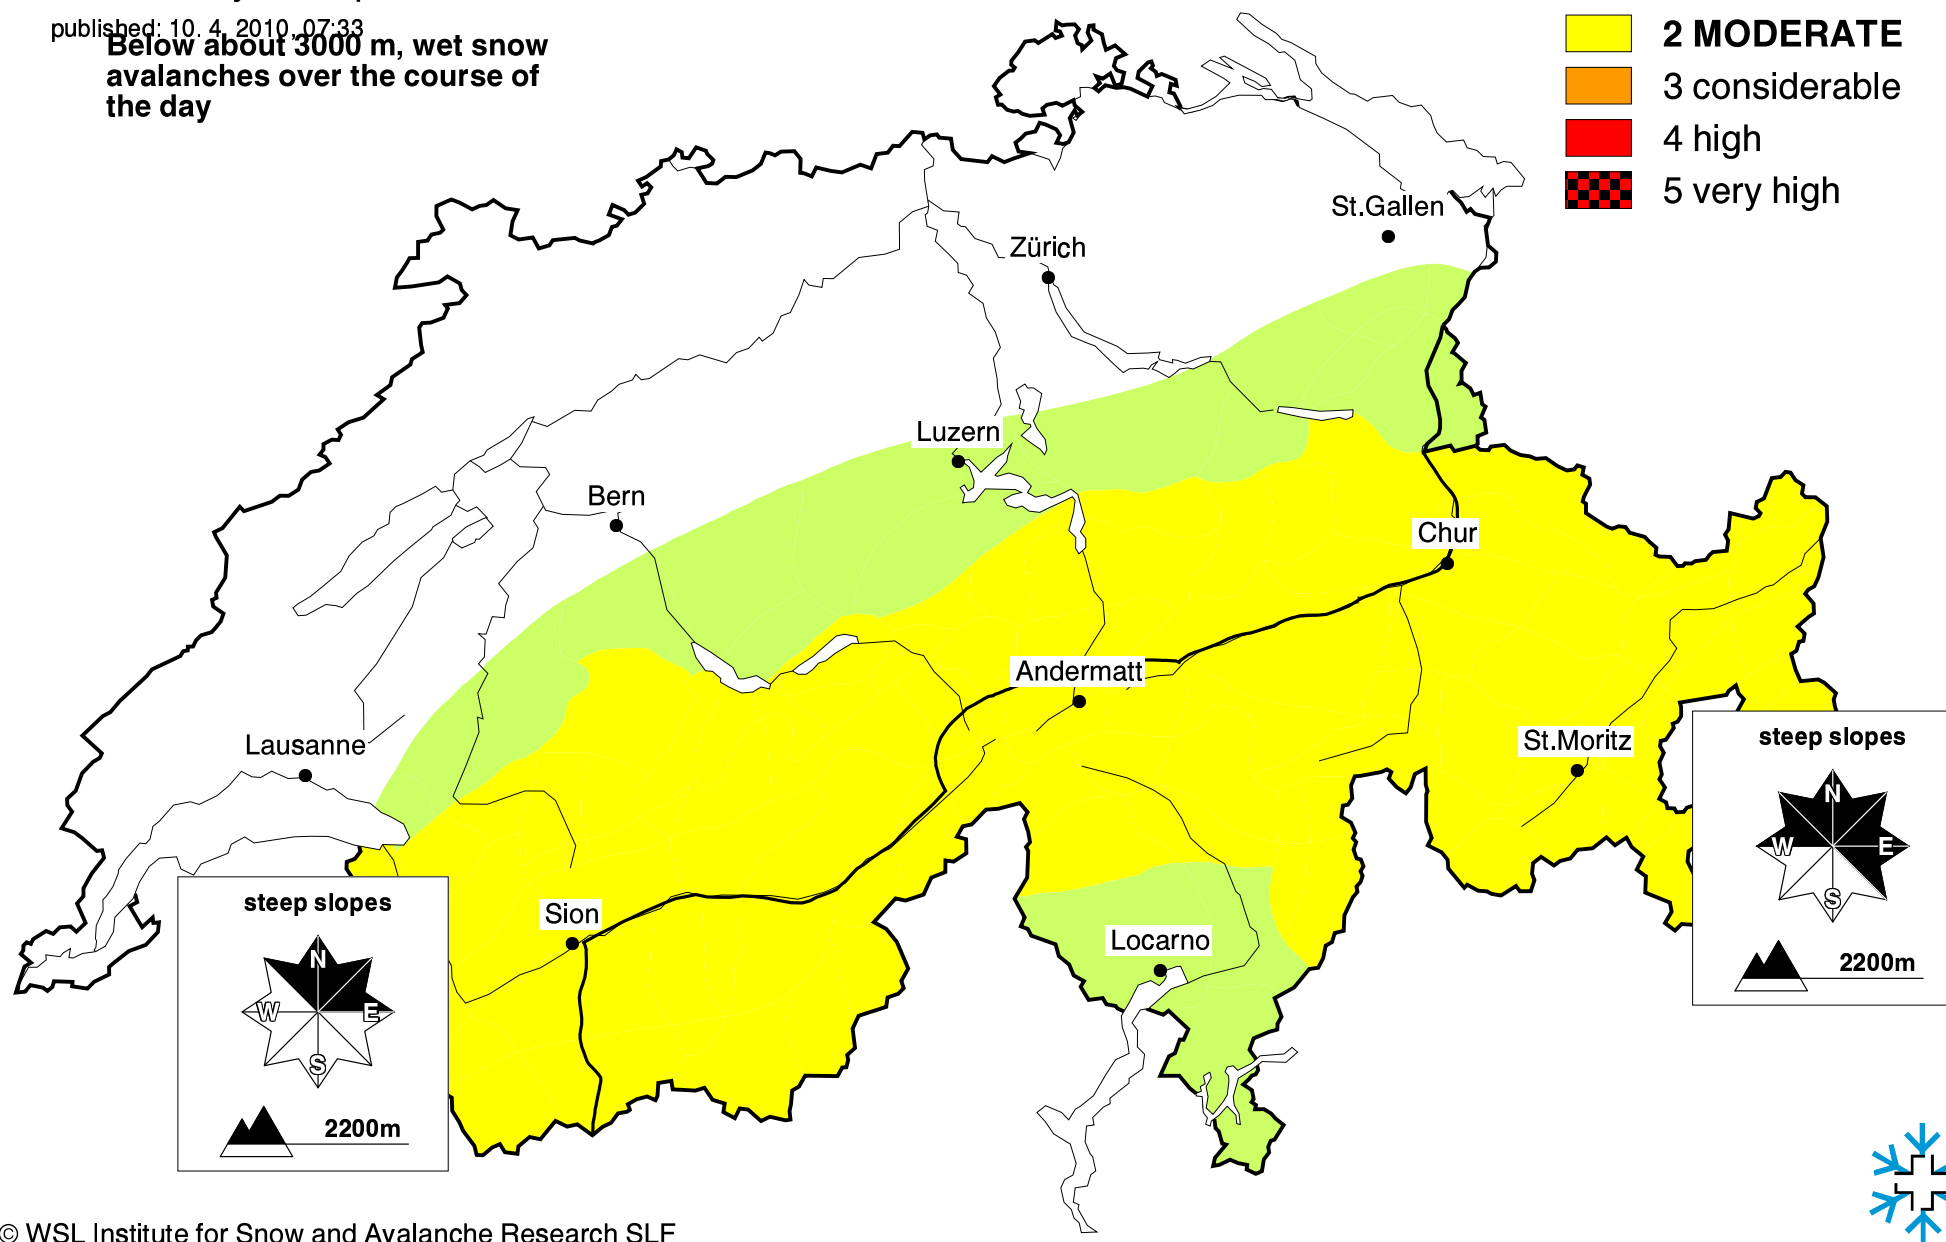 published: 10. 4. 2010, 07:33
Below about 3000 m, wet snow
avalanches over the course of
the day
2 MODERATE
3 considerable
4 high
5 very high
St.Gallen
Zürich
Luzern
Bern
Chur
Andermatt
Lausanne
St.Moritz
Sion
Locarno
steep slopes
N
W
E
S
2200m
steep slopes
N
W
E
S
2200m
© WSL Institute for Snow and Avalanche Research SLF